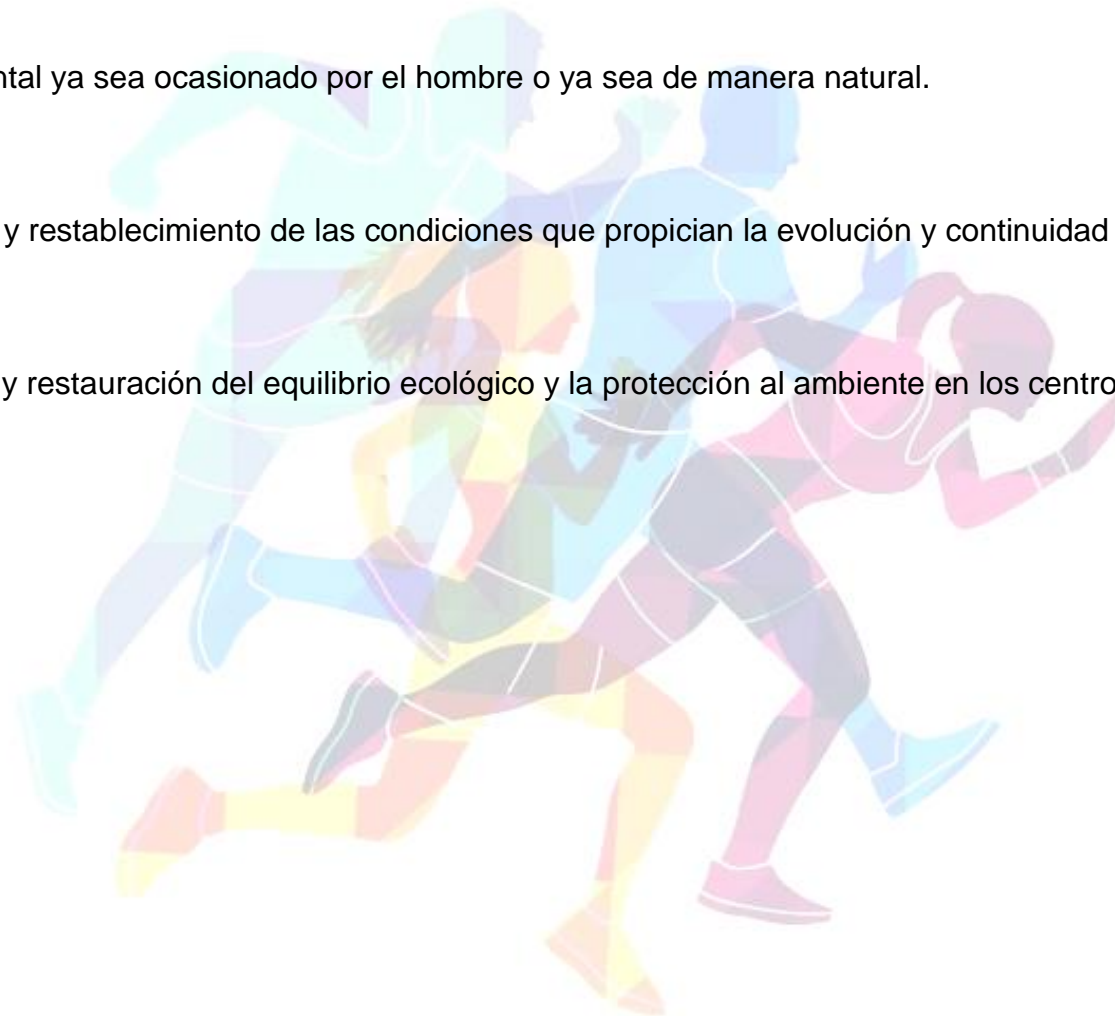 ntal ya sea ocasionado por el hombre o ya sea de manera natural.
y restablecimiento de las condiciones que propician la evolución y continuidad
y restauración del equilibrio ecológico y la protección al ambiente en los centro